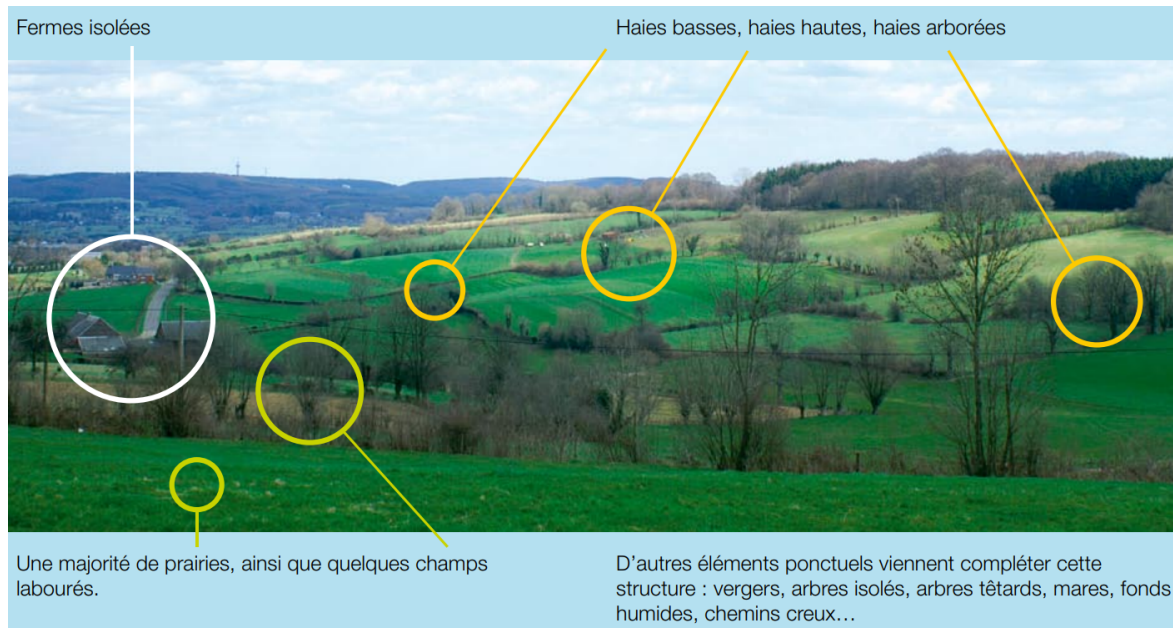 Fermes isolées
Haies basses, haies hautes, haies arborées
Une majorité de prairies, ainsi que quelques champs
labourés.
D'autres éléments ponctuels viennent compléter cette
structure : vergers, arbres isolés, arbres têtards, mares, fonds
humides, chemins creux…